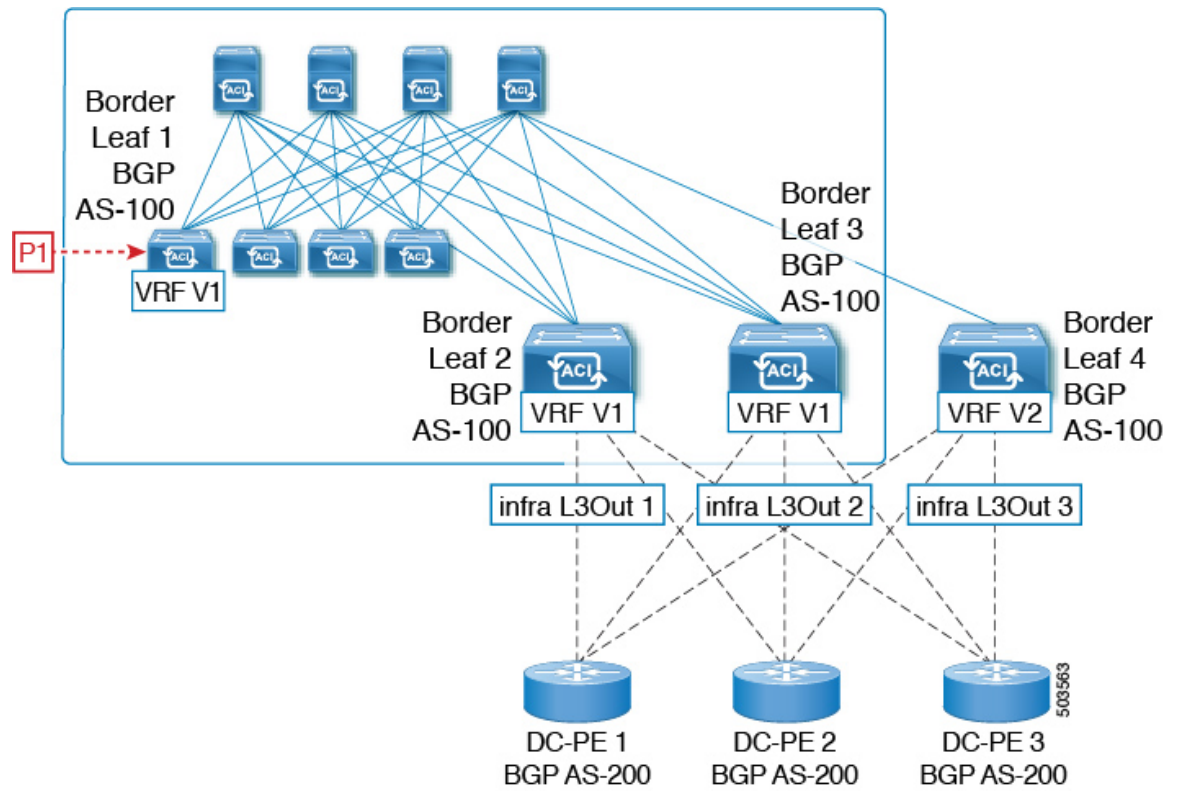 ACI
ACI
ACI
ACI
Border
Leaf 1
BGP
AS-100
P1
ACI
ACI
ACI
ACI
VRF V1
Border
Leaf 3
BGP
AS-100
Border
Leaf 2
BGP
AS-100
ACI
VRF V1
ACI
VRF V1
ACI
VRF V2
Border
Leaf 4
BGP
AS-100
infra L3Out 1
infra L3Out 2
infra L3Out 3
503563
DC-PE 1
BGP AS-200
DC-PE 2
BGP AS-200
DC-PE 3
BGP AS-200